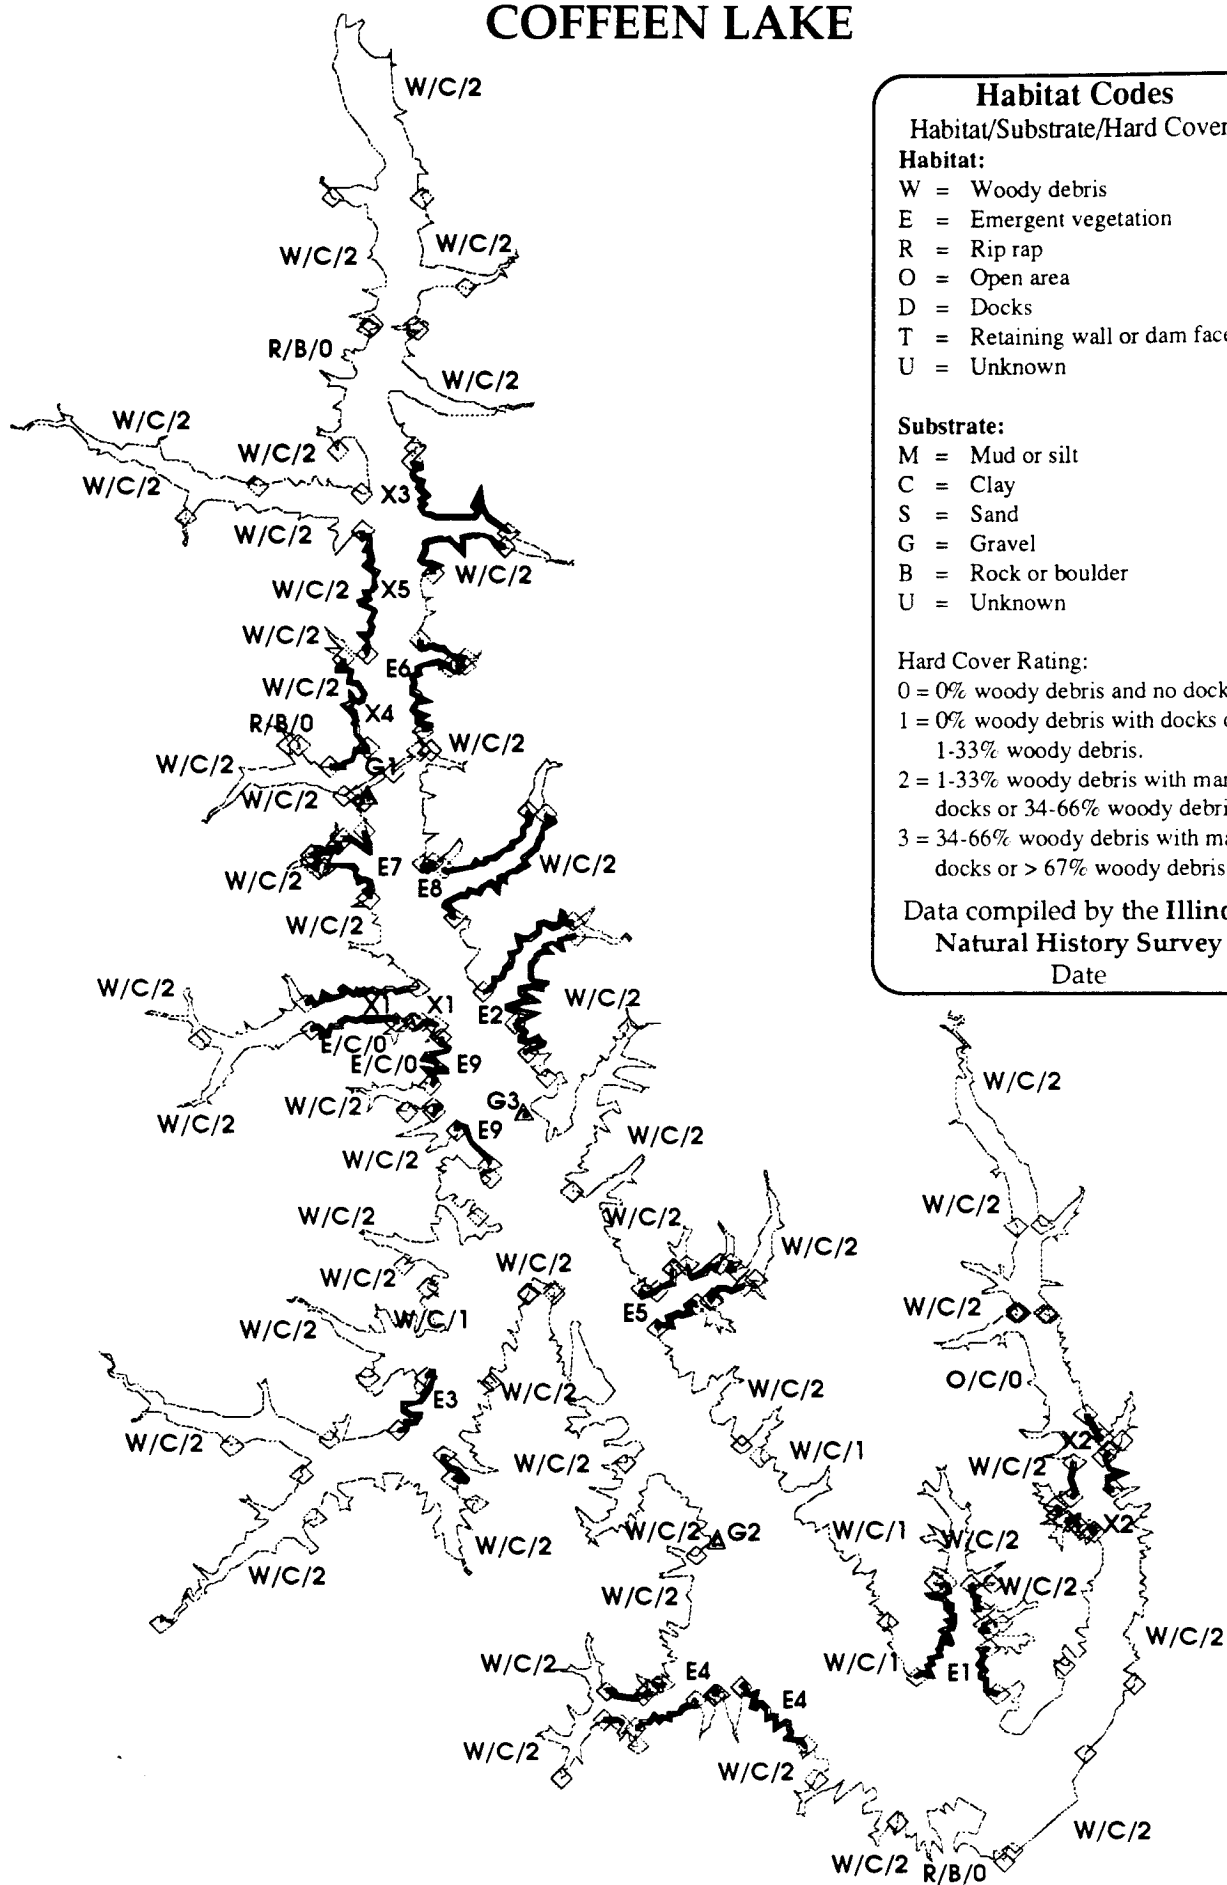 COFFEEN LAKE
Habitat Codes
Habitat/Substrate/Hard Cover
Habitat:
W = Woody debris
E = Emergent vegetation
R = Rip rap
O = Open area
D = Docks
T = Retaining wall or dam face
U = Unknown
Substrate:
M = Mud or silt
C = Clay
S = Sand
G = Gravel
B = Rock or boulder
U = Unknown
Hard Cover Rating:
0 = 0% woody debris and no dock
1 = 0% woody debris with docks
1-33% woody debris.
2 = 1-33% woody debris with
docks or 34-66% woody
3 = 34-66% woody debris with
docks or > 67% woody debris
Data compiled by the
Natural History Survey
Date
W/C/2
W/C/2
W/C/2
R/B/0
W/C/2
W/C/2
W/C/2
W/C/2
X3
W/C/2
W/C/2
W/C/2
X5
W/C/2
E6
W/C/2
X4
R/B/0
W/C/2
W/C/2
G1
W/C/2
E7
E8
W/C/2
W/C/2
W/C/2
W/C/2
X1
X1
E2
W/C/2
E/C/0
E/C/0
E9
W/C/2
G3
W/C/2
E9
W/C/2
W/C/2
W/C/2
W/C/2
W/C/2
W/C/2
W/C/2
W/C/2
W/C/2
W/C/1
E5
W/C/2
W/C/2
O/C/0
E3
W/C/2
W/C/2
W/C/2
W/C/1
X2
W/C/2
W/C/2
W/C/2
G2
W/C/1
X2
W/C/2
W/C/2
W/C/2
W/C/2
W/C/2
W/C/2
W/C/2
E4
W/C/1
E1
E4
W/C/2
W/C/2
W/C/2
W/C/2
R/B/0